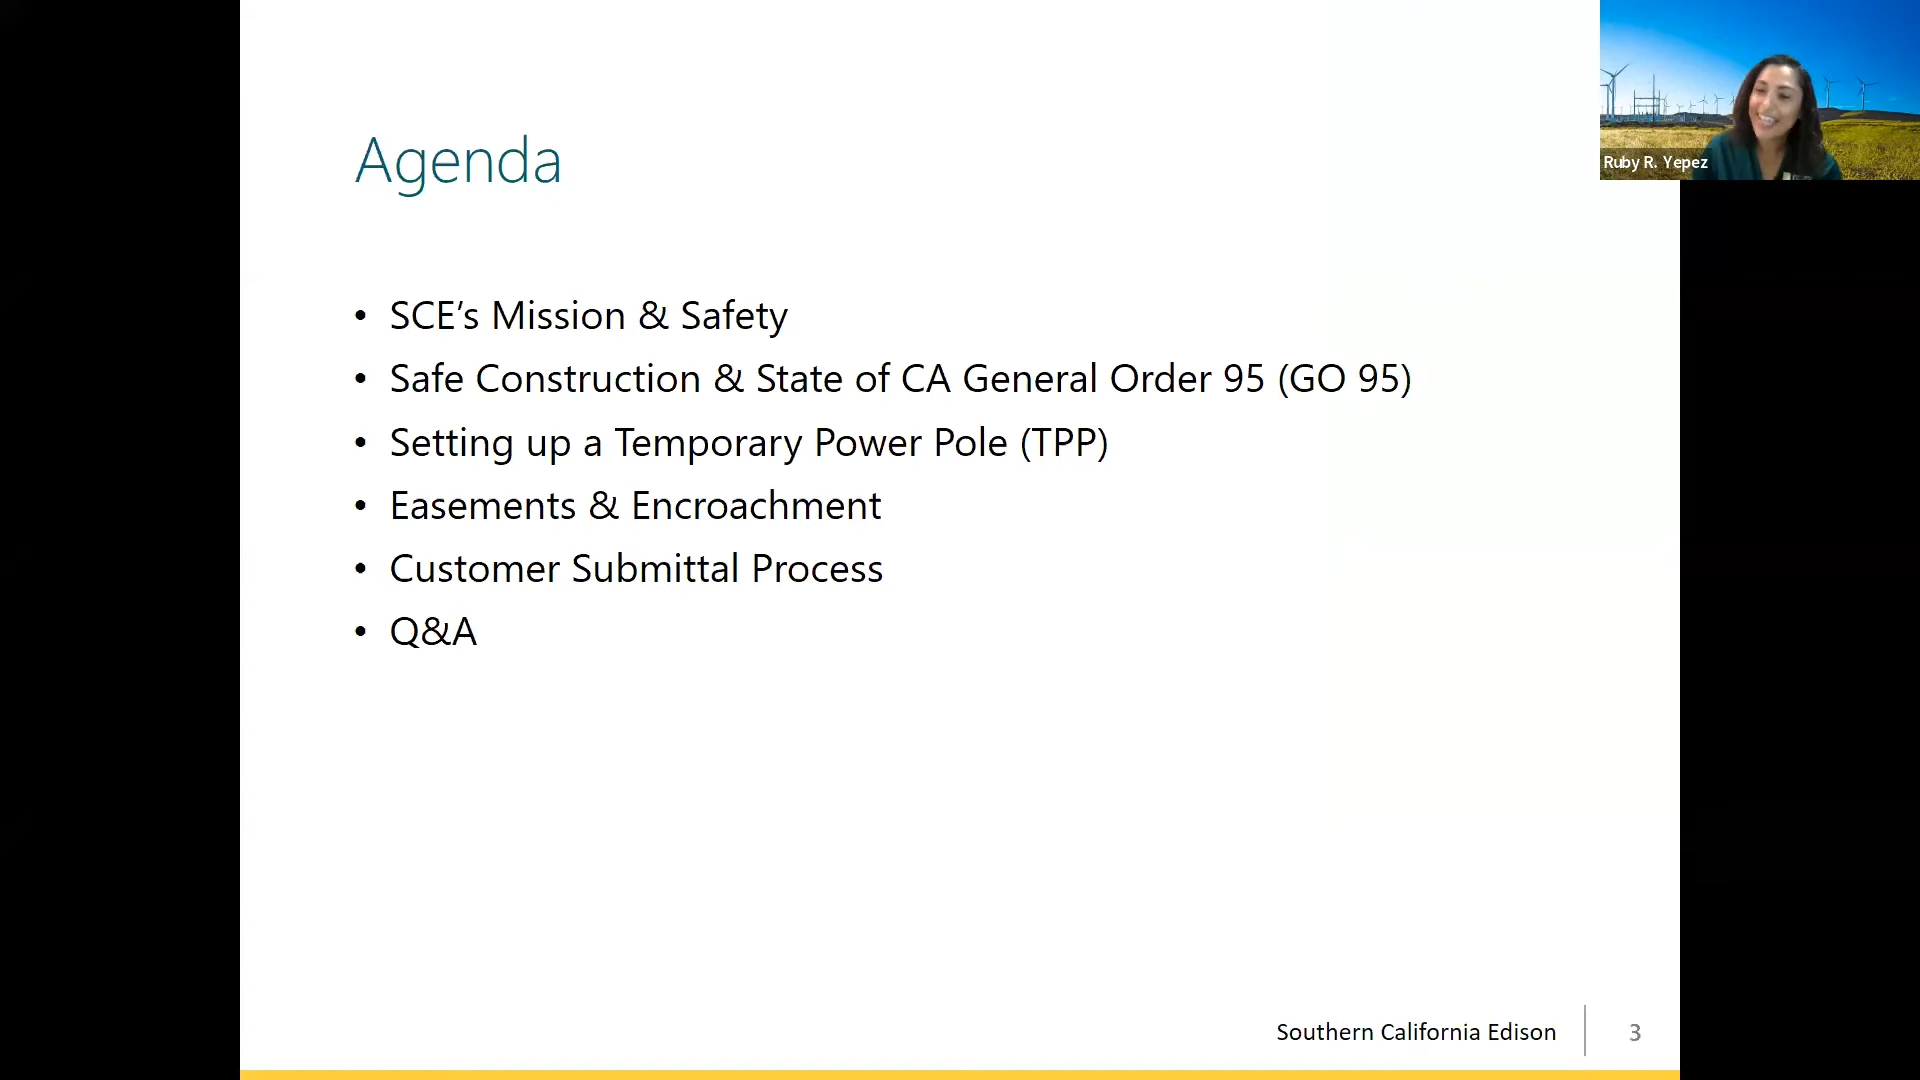 Agenda
Ruby R. Yepez
• SCE’s Mission & Safety
• Safe Construction & State of CA General Order 95 (GO 95)
• Setting up a Temporary Power Pole (TPP)
• Easements & Encroachment
• Customer Submittal Process
• Q&A
Southern California Edison
3